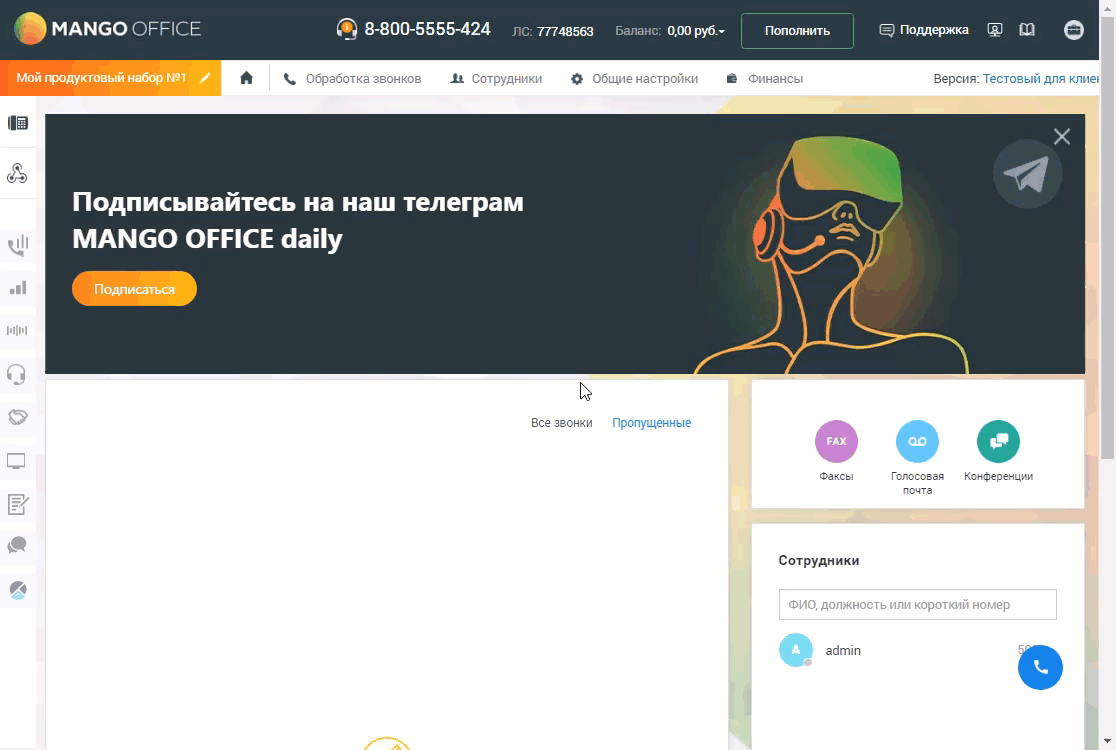 MANGO OFFICE
8-800-5555-424
ЛС: 77748563
Баланс: 0,00 руб.
Пополнить
Поддержка
Мой продуктовый набор №1
Обработка звонков
Сотрудники
Общие настройки
Финансы
Версия: Тестовый для клиен
Подписывайтесь на наш телеграм
MANGO OFFICE daily
Подписаться
Все звонки
Пропущенные
FAX
Факсы
Голосовая
почта
Конференции
Сотрудники
ФИО, должность или короткий номер
A
admin